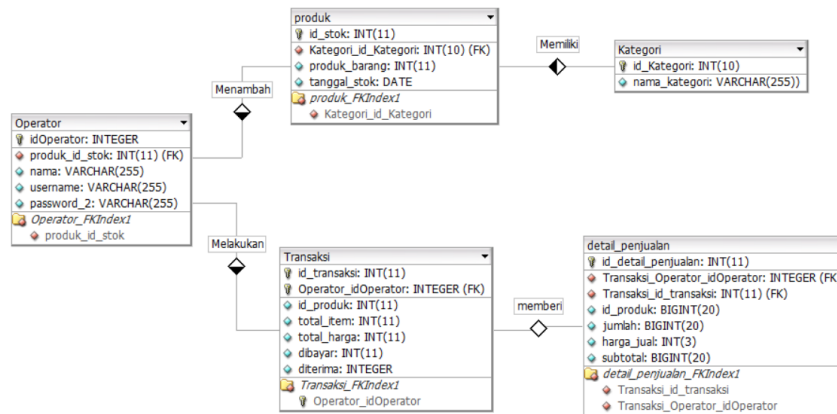 produk
id_stok: INT(11)
Kategori_id_Kategori: INT(10) (FK)
produk_barang: INT(11)
tanggal_stok: DATE
produk_FKIndex1
Kategori_id_Kategori
Memiliki
Kategori
id_Kategori: INT(10)
nama_kategori: VARCHAR(255))
Menambah
Operator
idOperator: INTEGER
produk_id_stok: INT(11) (FK)
nama: VARCHAR(255)
username: VARCHAR(255)
password_2: VARCHAR(255)
Operator_FKIndex1
produk_id_stok
Melakukan
Transaksi
id_transaksi: INT(11)
Operator_idOperator: INTEGER (FK)
id_produk: INT(11)
total_item: INT(11)
total_harga: INT(11)
dibayar: INT(11)
diterima: INTEGER
Transaksi_FKIndex1
Operator_idOperator
memberi
detail_penjualan
id_detail_penjualan: INT(11)
Transaksi_Operator_idOperator: INTEGER (FK
Transaksi_id_transaksi: INT(11) (FK)
id_produk: BIGINT(20)
jumlah: BIGINT(20)
harga_jual: INT(3)
subtotal: BIGINT(20)
detail_penjualan_FKIndex1
Transaksi_id_transaksi
Transaksi_Operator_idOperator